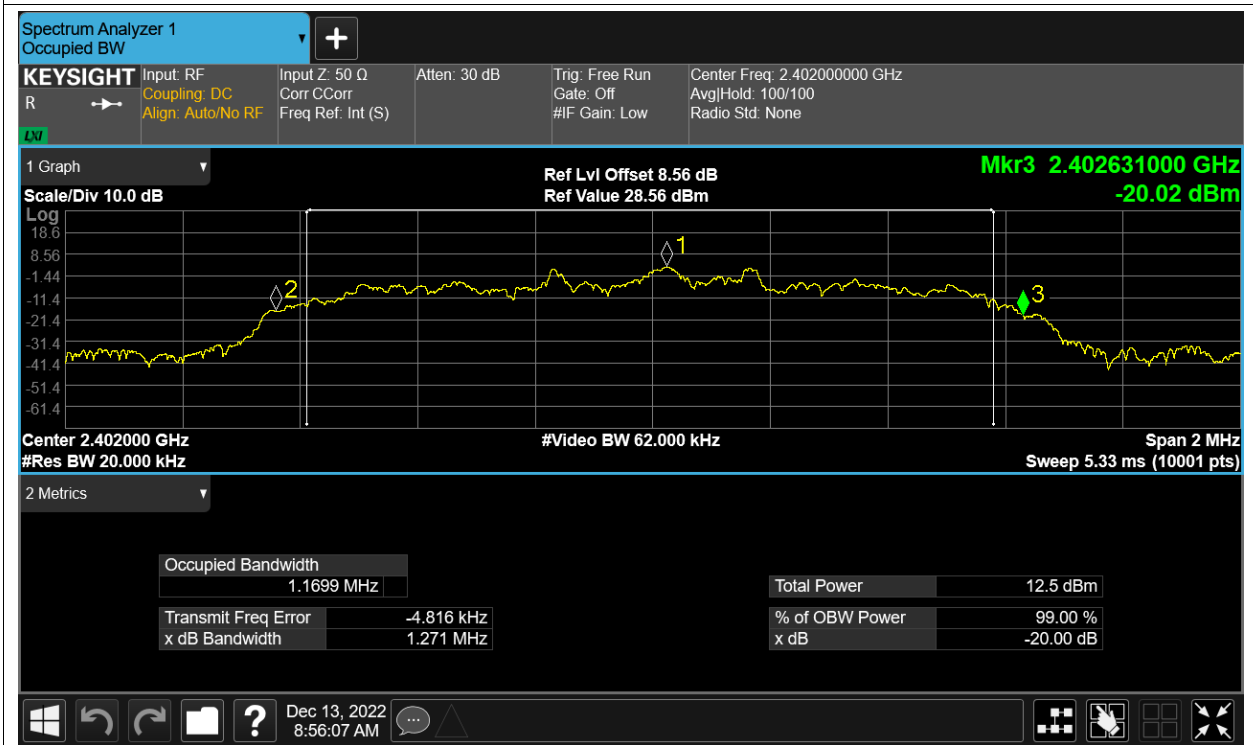 Spectrum Analyzer 1
Occupied BW
KEYSIGHT
R
LXI
Input: RF
Coupling: DC
Align: Auto/No RF
Input Z: 50 Ω
Corr CCorr
Freq Ref: Int (S)
Atten: 30 dB
Trig: Free Run
Gate: Off
#IF Gain: Low
Center Freq: 2.402000000 GHz
Avg|Hold: 100/100
Radio Std: None
1 Graph
Scale/Div 10.0 dB
Ref Lvl Offset 8.56 dB
Ref Value 28.56 dBm
Mkr3 2.402631000 GHz
-20.02 dBm
Log
18.6
8.56
-1.44
-11.4
-21.4
-31.4
-41.4
-51.4
-61.4
1
2
3
Center 2.402000 GHz
#Res BW 20.000 kHz
#Video BW 62.000 kHz
Span 2 MHz
Sweep 5.33 ms (10001 pts)
2 Metrics
Occupied Bandwidth
1.1699 MHz
Transmit Freq Error -4.816 kHz
x dB Bandwidth 1.271 MHz
Total Power 12.5 dBm
% of OBW Power 99.00 %
x dB -20.00 dB
?
Dec 13, 2022
8:56:07 AM